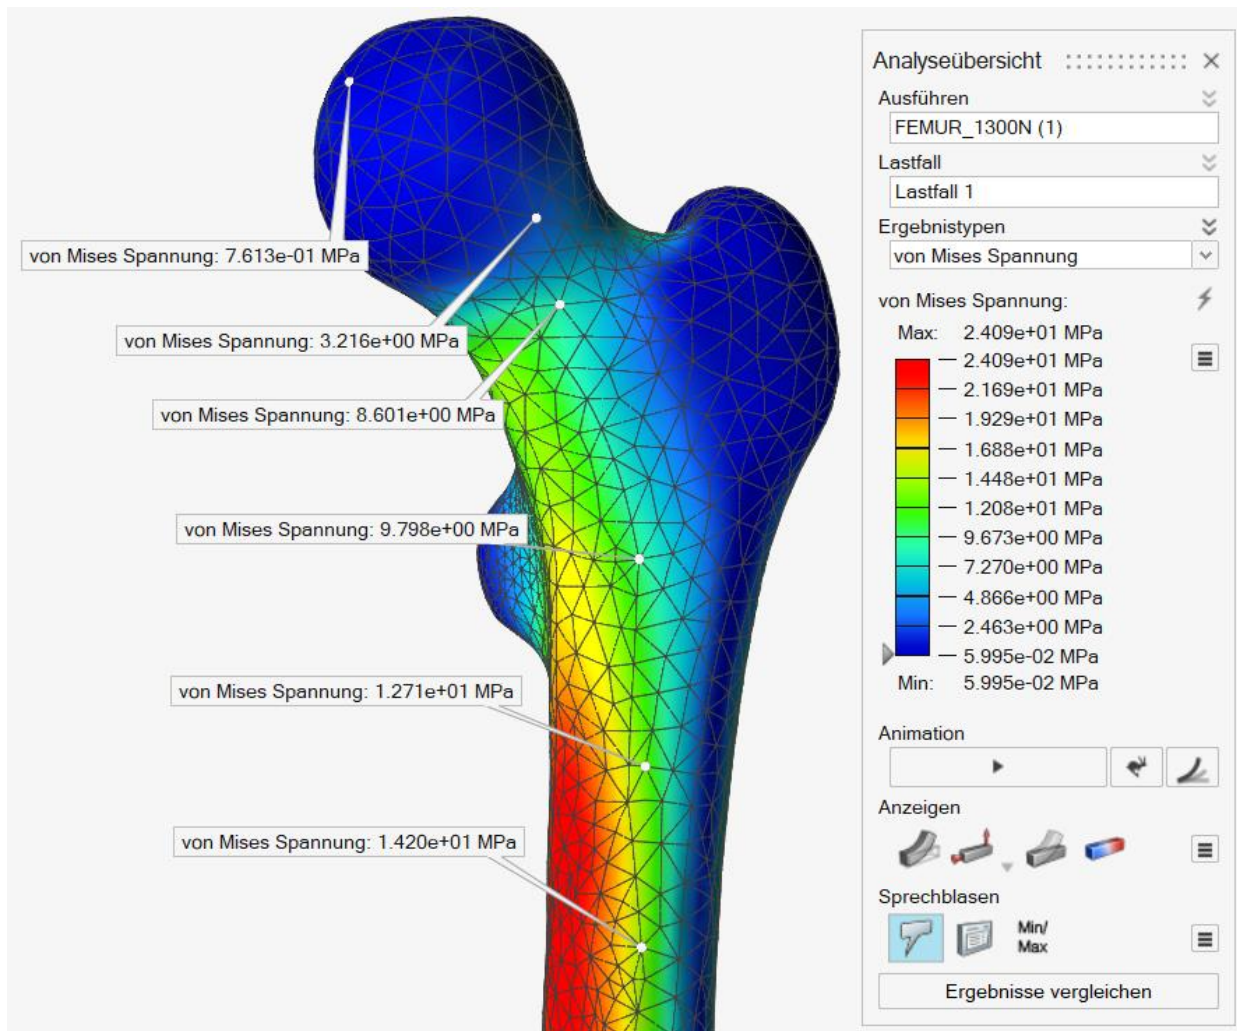 von Mises Spannung: 7.613e-01 MPa
von Mises Spannung: 3.216e+00 MPa
von Mises Spannung: 8.601e+00 MPa
von Mises Spannung: 9.798e+00 MPa
von Mises Spannung: 1.271e+01 MPa
von Mises Spannung: 1.420e+01 MPa
Analyseübersicht
Ausführen
FEMUR_1300N (1)
Lastfall
Lastfall 1
Ergebnistypen
von Mises Spannung
von Mises Spannung:
Max: 2.409e+01 MPa
2.409e+01 MPa
2.169e+01 MPa
1.929e+01 MPa
1.688e+01 MPa
1.448e+01 MPa
1.208e+01 MPa
9.673e+00 MPa
7.270e+00 MPa
4.866e+00 MPa
2.463e+00 MPa
5.995e-02 MPa
Min: 5.995e-02 MPa
Animation
Anzeigen
Sprechblasen
Min/
Max
Ergebnisse vergleichen